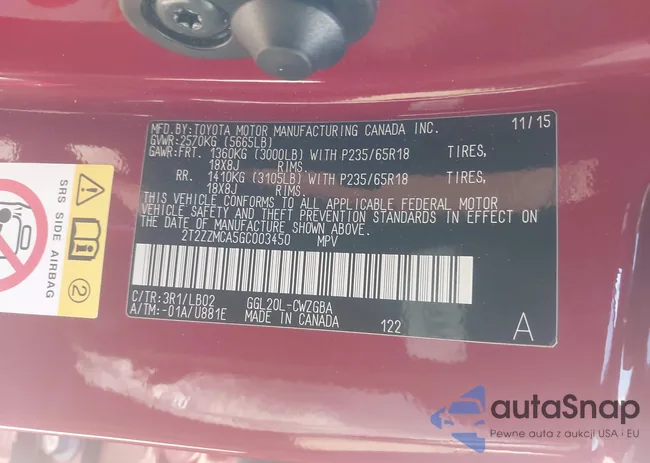 MFD.BY:TOYOTA MOTOR MANUFACTURING CANADA INC. 11/15
GVWR:2570KG (5665LB)
GAWR:FRT. 1360KG (3000LB) WITH P235/65R18 TIRES,
18X8J RIMS.
RR. 1410KG (3105LB) WITH P235/65R18 TIRES,
18X8J RIMS.
THIS VEHICLE CONFORMS TO ALL APPLICABLE FEDERAL MOTOR
VEHICLE SAFETY AND THEFT PREVENTION STANDARDS IN EFFECT ON
THE DATE OF MANUFACTURE SHOWN ABOVE.
2T2ZZMCA5GC003450 MPV
C/TR:3R1/LB02 GGL20L-CWZGBA
A/TM:-01A/U881E MADE IN CANADA 122 A
SRS SIDE AIRBAG
2
autaSnap
Pewne auta z aukcji USA i EU